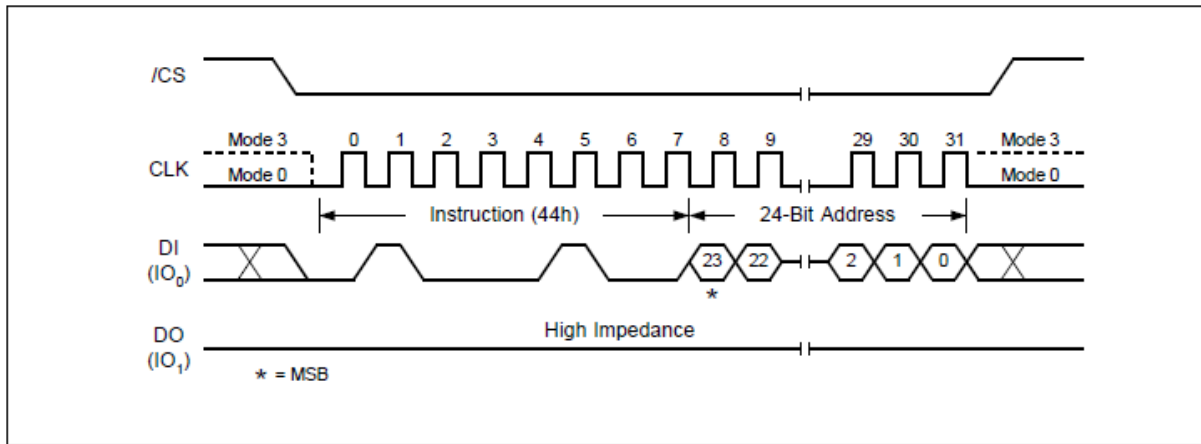 /CS
Mode 3 0 1 2 3 4 5 6 7 8 9 29 30 31 Mode 3
CLK
Mode 0 Mode 0
Instruction (44h) 24-Bit Address
DI
(IO₀)
23 22 2 1 0
*
High Impedance
DO
(IO₁)
* = MSB